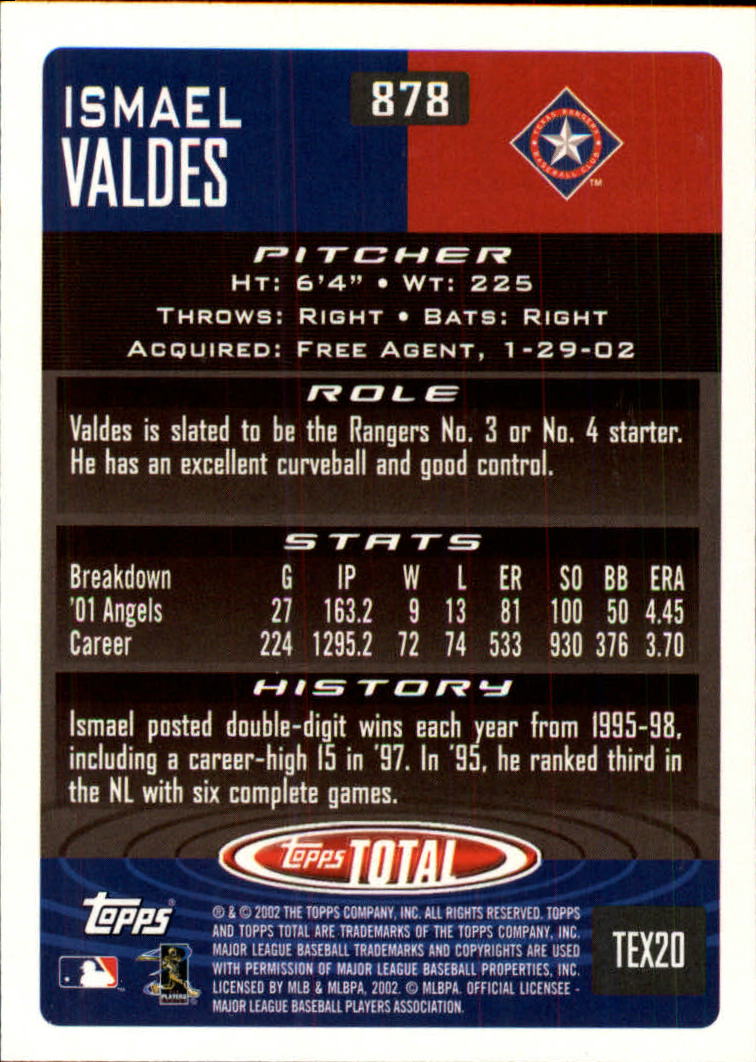 ISMAEL
VALDES
878
TEXAS RANGERS
BASEBALL CLUB
TM
PITCHER
HT: 6'4" • WT: 225
THROWS: RIGHT • BATS: RIGHT
ACQUIRED: FREE AGENT, 1-29-02
ROLE
Valdes is slated to be the Rangers No. 3 or No. 4 starter.
He has an excellent curveball and good control.
STATS
Breakdown G IP W L ER SO BB ERA
'01 Angels 27 163.2 9 13 81 100 50 4.45
Career 224 1295.2 72 74 533 930 376 3.70
HISTORY
Ismael posted double-digit wins each year from 1995-98,
including a career-high 15 in '97. In '95, he ranked third in
the NL with six complete games.
topps TOTAL
topps
® & © 2002 THE TOPPS COMPANY, INC. ALL RIGHTS RESERVED. TOPPS
AND TOPPS TOTAL ARE TRADEMARKS OF THE TOPPS COMPANY, INC.
MAJOR LEAGUE BASEBALL TRADEMARKS AND COPYRIGHTS ARE USED
WITH PERMISSION OF MAJOR LEAGUE BASEBALL PROPERTIES, INC.
LICENSED BY MLB & MLBPA, 2002. © MLBPA. OFFICIAL LICENSEE -
MAJOR LEAGUE BASEBALL PLAYERS ASSOCIATION.
PLAYERS
TEX20